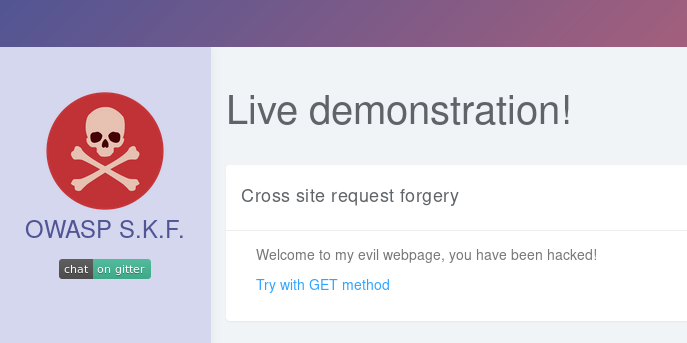 OWASP S.K.F.
chat on gitter
Live demonstration!
Cross site request forgery
Welcome to my evil webpage, you have been hacked!
Try with GET method